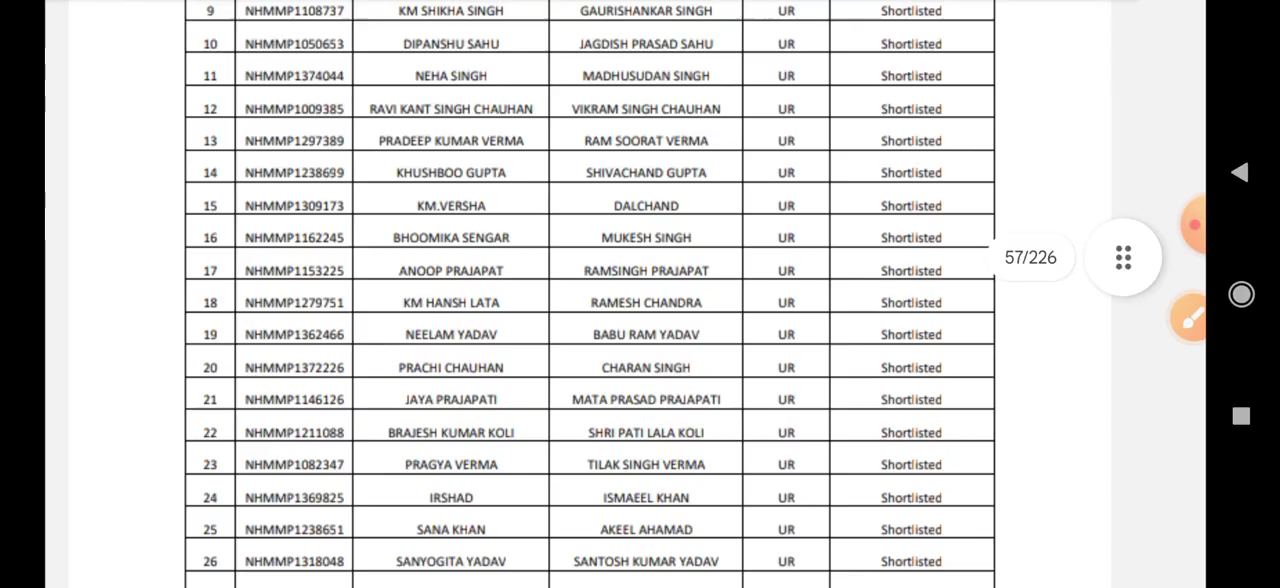 9 NHMMP1108737 KM SHIKHA SINGH GAURISHANKAR SINGH UR Shortlisted
10 NHMMP1050653 DIPANSHU SAHU JAGDISH PRASAD SAHU UR Shortlisted
11 NHMMP1374044 NEHA SINGH MADHUSUDAN SINGH UR Shortlisted
12 NHMMP1009385 RAVI KANT SINGH CHAUHAN VIKRAM SINGH CHAUHAN UR Shortlisted
13 NHMMP1297389 PRADEEP KUMAR VERMA RAM SOORAT VERMA UR Shortlisted
14 NHMMP1238699 KHUSHBOO GUPTA SHIVACHAND GUPTA UR Shortlisted
15 NHMMP1309173 KM.VERSHA DALCHAND UR Shortlisted
16 NHMMP1162245 BHOOMIKA SENGAR MUKESH SINGH UR Shortlisted
57/226
17 NHMMP1153225 ANOOP PRAJAPAT RAMSINGH PRAJAPAT UR Shortlisted
18 NHMMP1279751 KM HANSH LATA RAMESH CHANDRA UR Shortlisted
19 NHMMP1362466 NEELAM YADAV BABU RAM YADAV UR Shortlisted
20 NHMMP1372226 PRACHI CHAUHAN CHARAN SINGH UR Shortlisted
21 NHMMP1146126 JAYA PRAJAPATI MATA PRASAD PRAJAPATI UR Shortlisted
22 NHMMP1211088 BRAJESH KUMAR KOLI SHRI PATI LALA KOLI UR Shortlisted
23 NHMMP1082347 PRAGYA VERMA TILAK SINGH VERMA UR Shortlisted
24 NHMMP1369825 IRSHAD ISMAEEL KHAN UR Shortlisted
25 NHMMP1238651 SANA KHAN AKEEL AHAMAD UR Shortlisted
26 NHMMP1318048 SANYOGITA YADAV SANTOSH KUMAR YADAV UR Shortlisted